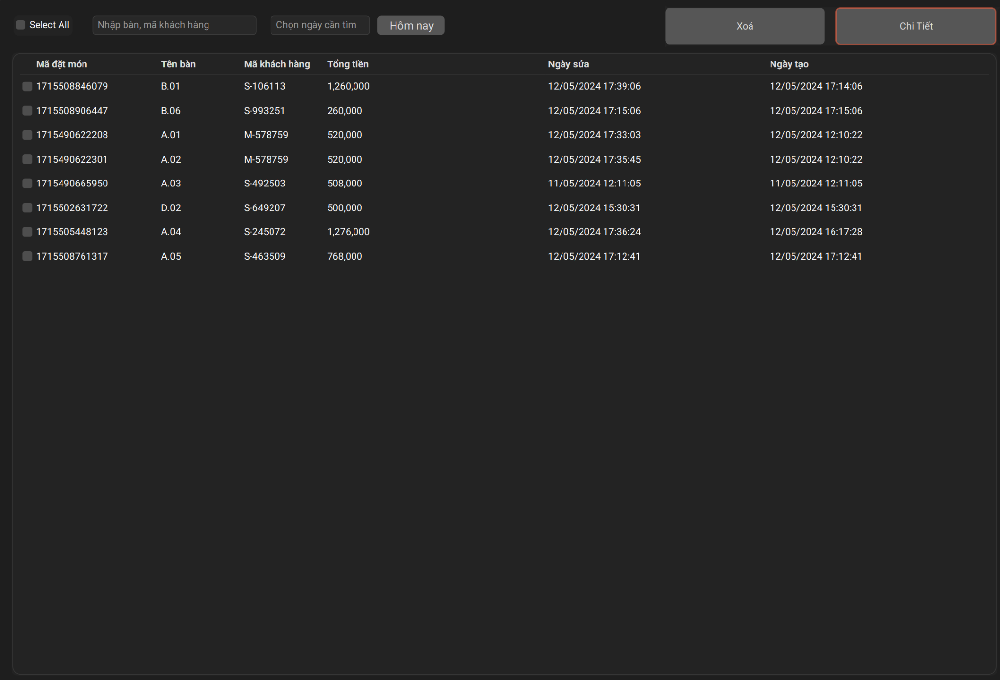 Select All Nhập bàn, mã khách hàng Chọn ngày cần tìm Hôm nay Xoá Chi Tiết
Mã đặt món Tên bàn Mã khách hàng Tổng tiền Ngày sửa Ngày tạo
1715508846079 B.01 S-106113 1,260,000 12/05/2024 17:39:06 12/05/2024 17:14:06
1715508906447 B.06 S-993251 260,000 12/05/2024 17:15:06 12/05/2024 17:15:06
1715490622208 A.01 M-578759 520,000 12/05/2024 17:33:03 12/05/2024 12:10:22
1715490622301 A.02 M-578759 520,000 12/05/2024 17:35:45 12/05/2024 12:10:22
1715490665950 A.03 S-492503 508,000 11/05/2024 12:11:05 11/05/2024 12:11:05
1715502631722 D.02 S-649207 500,000 12/05/2024 15:30:31 12/05/2024 15:30:31
1715505448123 A.04 S-245072 1,276,000 12/05/2024 17:36:24 12/05/2024 16:17:28
1715508761317 A.05 S-463509 768,000 12/05/2024 17:12:41 12/05/2024 17:12:41